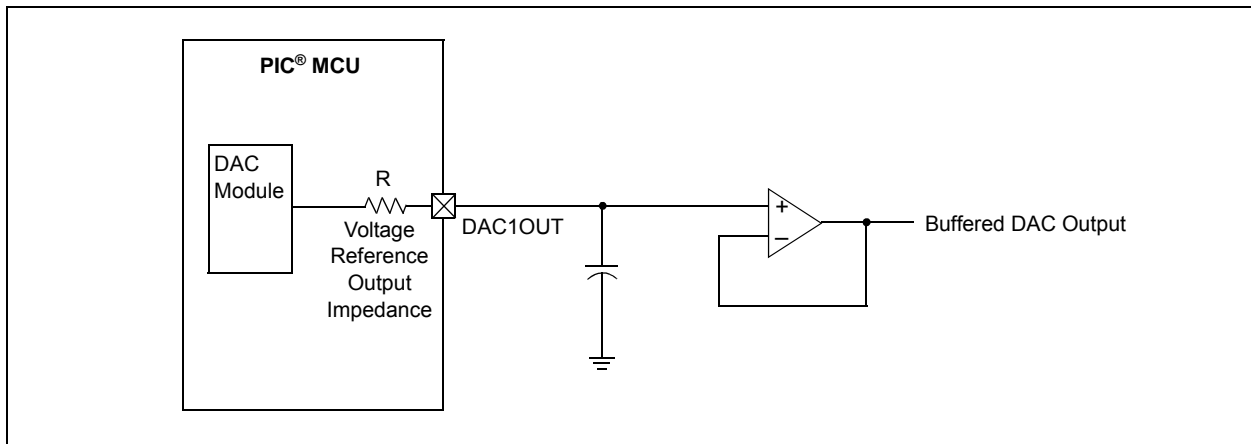 PIC® MCU
DAC
Module
R
Voltage
Reference
Output
Impedance
DAC1OUT
+
–
Buffered DAC Output